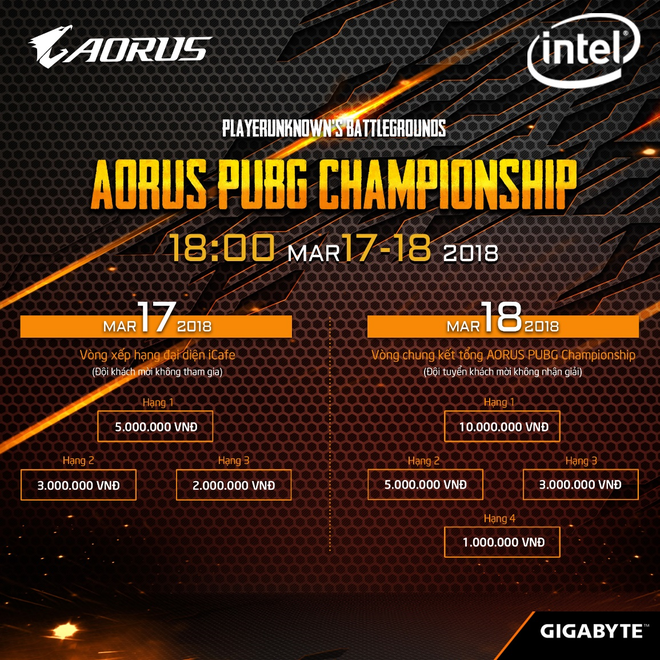 AORUS
intel
PLAYERUNKNOWN'S BATTLEGROUNDS
AORUS PUBG CHAMPIONSHIP
18:00 MAR 17-18 2018
MAR 17 2018
Vòng xếp hạng đại diện iCafe
(Đội khách mời không tham gia)
Hạng 1
5.000.000 VNĐ
Hạng 2
3.000.000 VNĐ
Hạng 3
2.000.000 VNĐ
MAR 18 2018
Vòng chung kết tổng AORUS PUBG Championship
(Đội tuyển khách mời không nhận giải)
Hạng 1
10.000.000 VNĐ
Hạng 2
5.000.000 VNĐ
Hạng 3
3.000.000 VNĐ
Hạng 4
1.000.000 VNĐ
GIGABYTE™